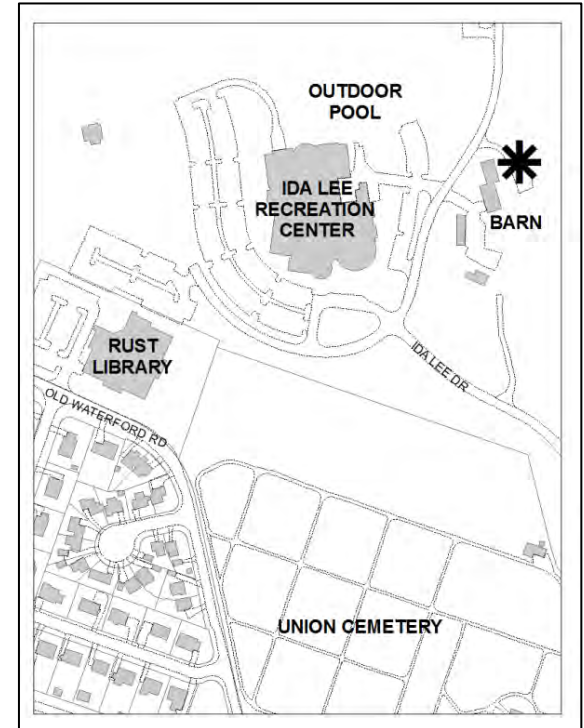 OUTDOOR
POOL
IDA LEE
RECREATION
CENTER
BARN
RUST
LIBRARY
IDA LEE DR
OLD WATERFORD RD
UNION CEMETERY